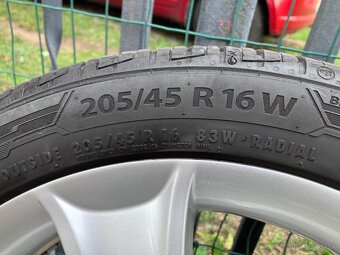 205/45 R 16 W
OUTSIDE 205/45 R 16 83W · RADIAL